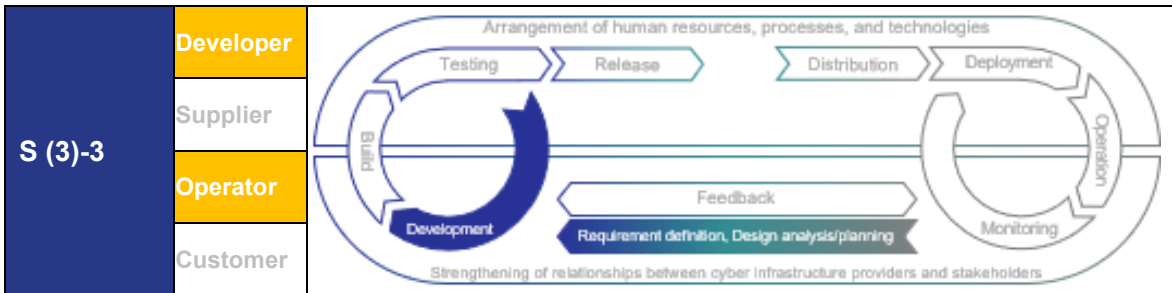 S (3)-3
Developer
Supplier
Operator
Customer
Arrangement of human resources, processes, and technologies
Testing
Release
Distribution
Deployment
Build
Operation
Feedback
Development
Requirement definition, Design analysis/planning
Monitoring
Strengthening of relationships between cyber infrastructure providers and stakeholders